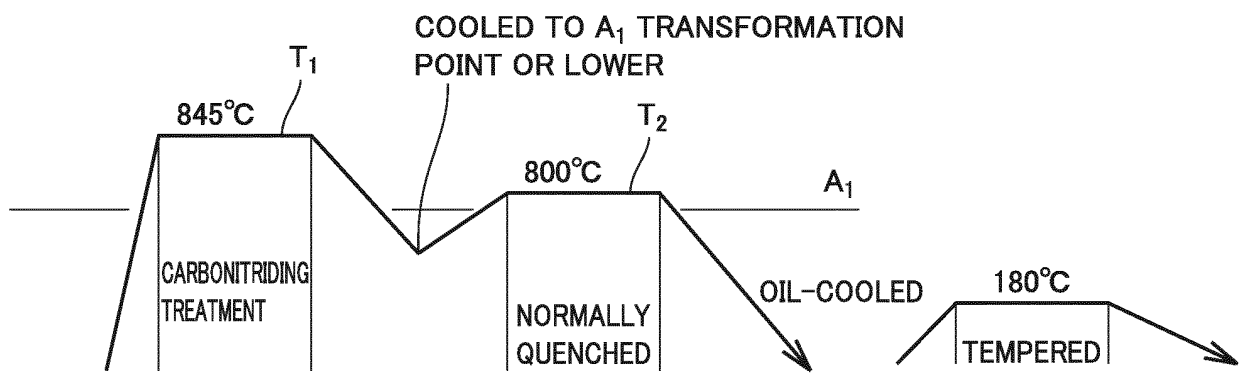 COOLED TO A₁ TRANSFORMATION
POINT OR LOWER
T₁
845℃
T₂
800℃
A₁
CARBONITRIDING
TREATMENT
NORMALLY
QUENCHED
OIL-COOLED
180℃
TEMPERED